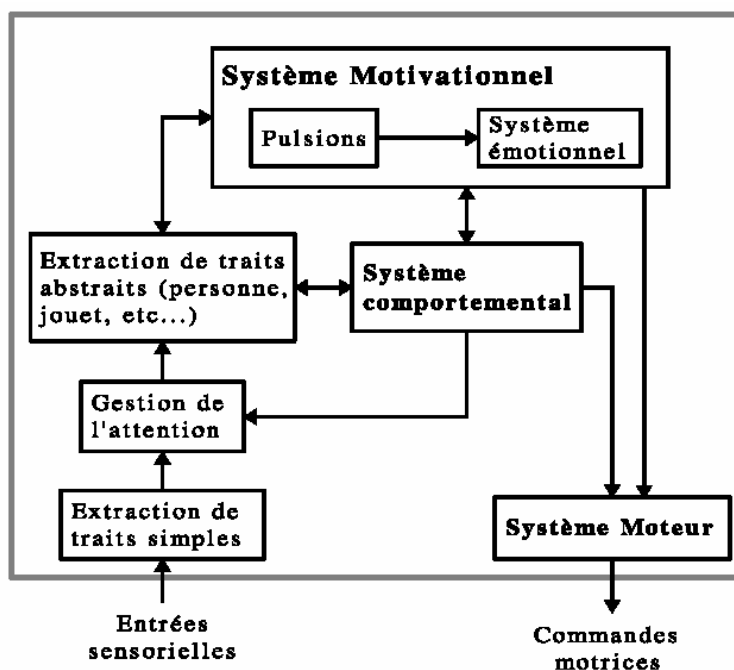 Système Motivationnel
Pulsions
Système
émotionnel
Extraction de traits
abstraits (personne,
jouet, etc...)
Système
comportemental
Gestion de
l'attention
Extraction de
traits simples
Système Moteur
Entrées
sensorielles
Commandes
motrices